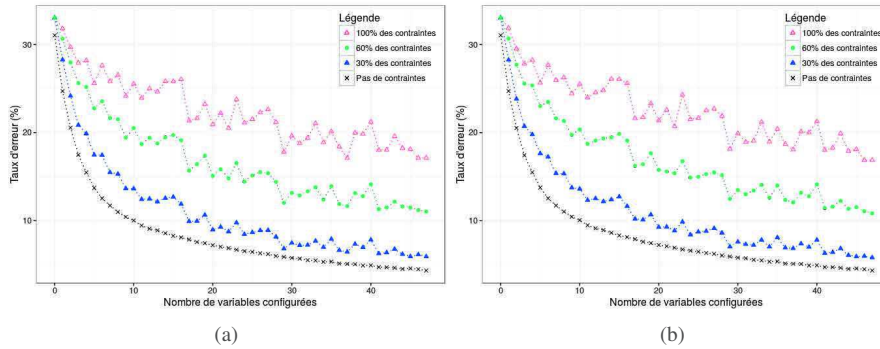 Légende
100% des contraintes
60% des contraintes
30% des contraintes
Pas de contraintes
Taux d'erreur (%)
30
20
10
0
10
20
30
40
Nombre de variables configurées
(a)
Légende
100% des contraintes
60% des contraintes
30% des contraintes
Pas de contraintes
Taux d'erreur (%)
30
20
10
0
10
20
30
40
Nombre de variables configurées
(b)